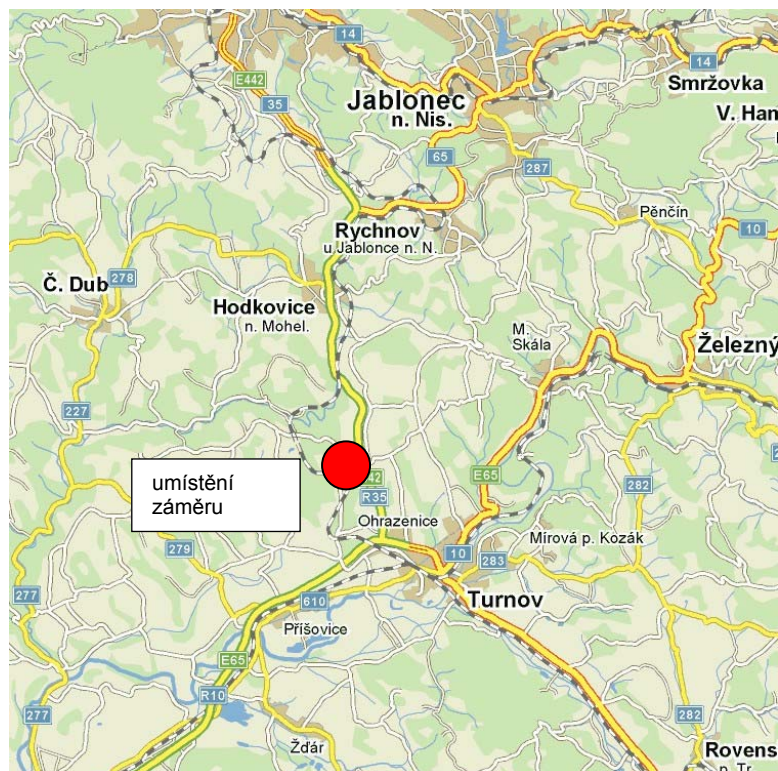 14
14
E442
Smržovka
35
Jablonec
n. Nis.
V. Ham
65
287
Pěnčín
10
Rychnov
u Jablonce n. N.
278
Č. Dub
Hodkovice
n. Mohel.
M.
Skála
Železný
227
umístění
záměru
42
R35
E65
282
Ohrazenice
10
283
Mírová p. Kozák
279
277
610
Turnov
Příšovice
E65
R10
277
282
Žďár
Rovens
n. Tr.